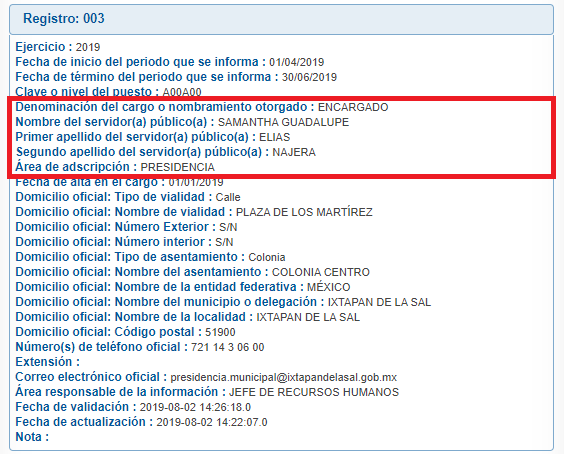 Registro: 003
Ejercicio : 2019
Fecha de inicio del periodo que se informa : 01/04/2019
Fecha de término del periodo que se informa : 30/06/2019
Clave o nivel del puesto : A00A00
Denominación del cargo o nombramiento otorgado : ENCARGADO
Nombre del servidor(a) público(a) : SAMANTHA GUADALUPE
Primer apellido del servidor(a) público(a) : ELIAS
Segundo apellido del servidor(a) público(a) : NAJERA
Área de adscripción : PRESIDENCIA
Fecha de alta en el cargo : 01/01/2019
Domicilio oficial: Tipo de vialidad : Calle
Domicilio oficial: Nombre de vialidad : PLAZA DE LOS MARTÍREZ
Domicilio oficial: Número Exterior : S/N
Domicilio oficial: Número interior : S/N
Domicilio oficial: Tipo de asentamiento : Colonia
Domicilio oficial: Nombre del asentamiento : COLONIA CENTRO
Domicilio oficial: Nombre de la entidad federativa : MÉXICO
Domicilio oficial: Nombre del municipio o delegación : IXTAPAN DE LA SAL
Domicilio oficial: Nombre de la localidad : IXTAPAN DE LA SAL
Domicilio oficial: Código postal : 51900
Número(s) de teléfono oficial : 721 14 3 06 00
Extensión :
Correo electrónico oficial : presidencia.municipal@ixtapandelasal.gob.mx
Área responsable de la información : JEFE DE RECURSOS HUMANOS
Fecha de validación : 2019-08-02 14:26:18.0
Fecha de actualización : 2019-08-02 14:22:07.0
Nota :